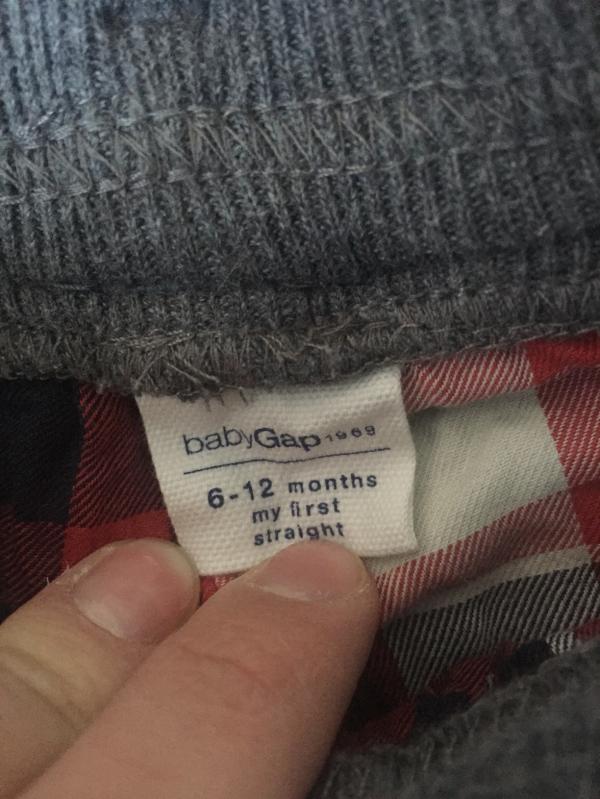 babyGap 1969
6-12 months
my first
straight